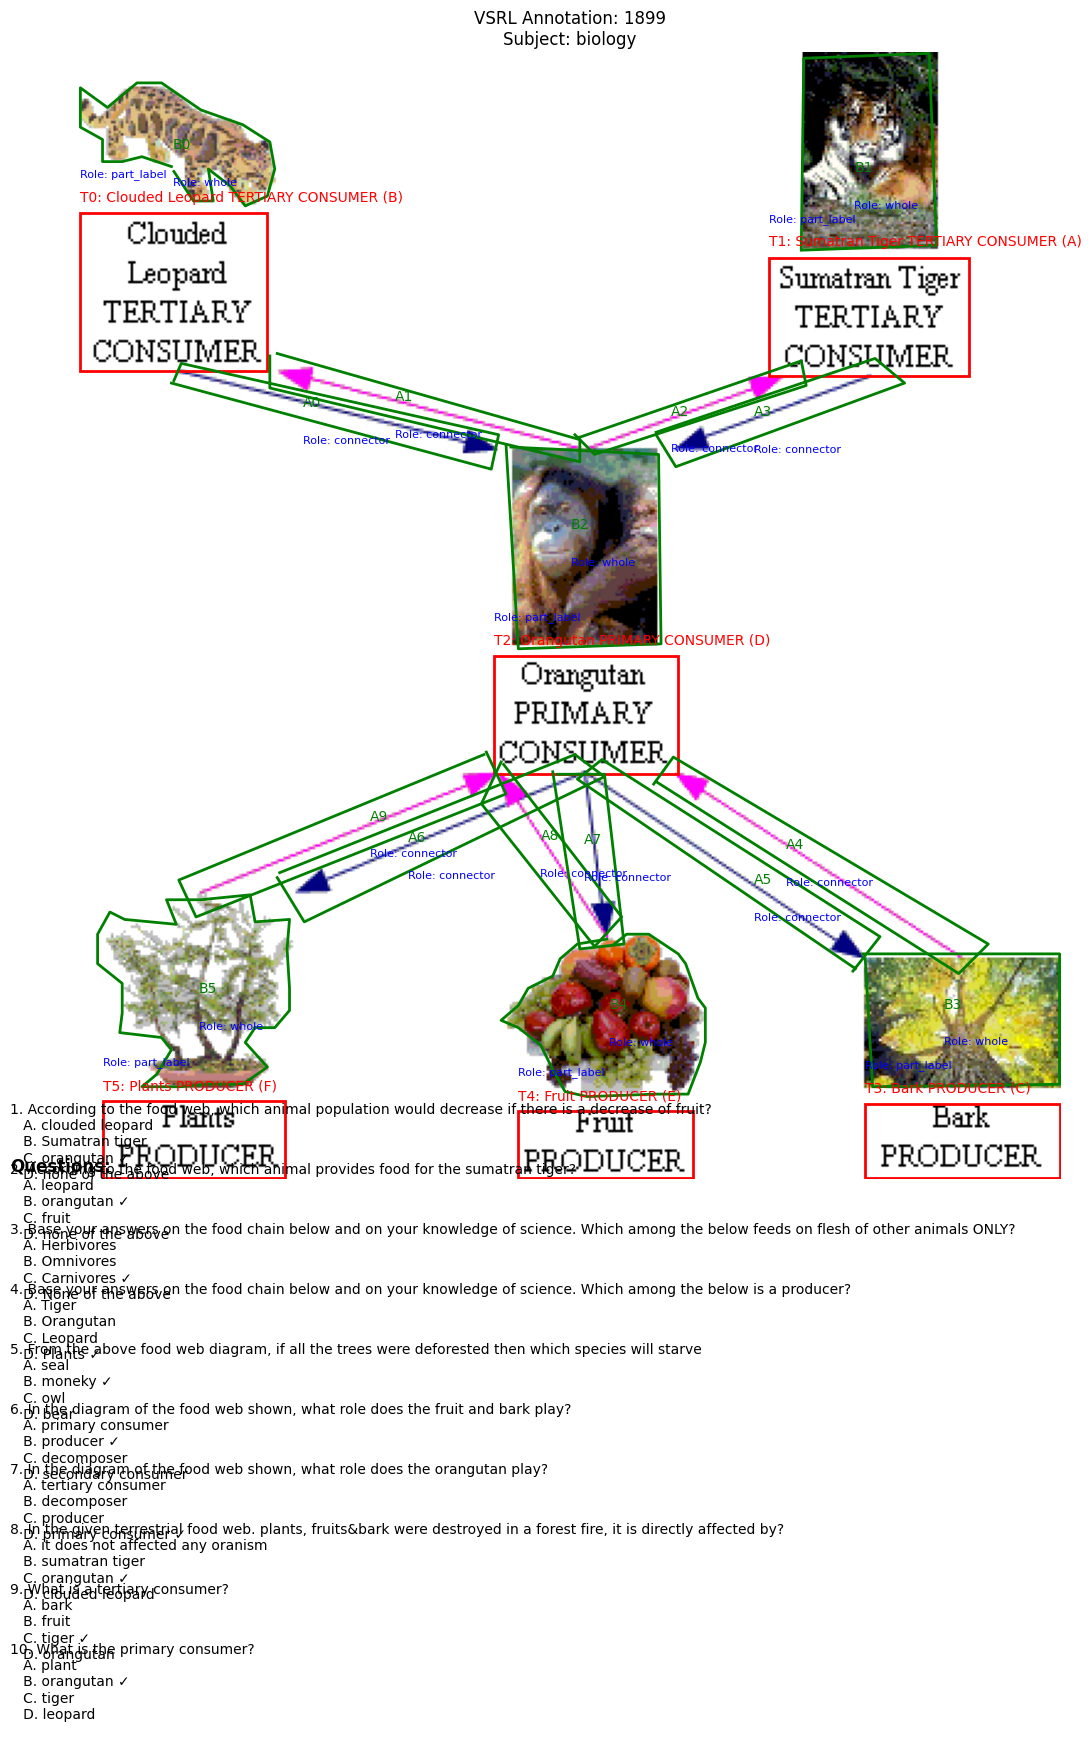 VSRL Annotation: 1899
Subject: biology
B0
Role: part_label
Role: whole
T0: Clouded Leopard TERTIARY CONSUMER (B)
Clouded
Leopard
TERTIARY
CONSUMER
B1
Role: whole
Role: part_label
T1: Sumatran Tiger TERTIARY CONSUMER (A)
Sumatran Tiger
TERTIARY
CONSUMER
A0
Role: connector
A1
Role: connector
A2
Role: connector
A3
Role: connector
B2
Role: whole
Role: part_label
T2: Orangutan PRIMARY CONSUMER (D)
Orangutan
PRIMARY
CONSUMER
A9
Role: connector
A6
Role: connector
A8
Role: connector
A7
Role: connector
A4
Role: connector
A5
Role: connector
B5
Role: whole
Role: part_label
T5: Plants PRODUCER (F)
Plants
PRODUCER
B4
Role: whole
Role: part_label
T4: Fruit PRODUCER (E)
Fruit
PRODUCER
B3
Role: whole
Role: part_label
T3: Bark PRODUCER (C)
Bark
PRODUCER
Questions:
1. According to the food web, which animal population would decrease if there is a decrease of fruit?
A. clouded leopard
B. Sumatran tiger
C. orangutan ✓
D. none of the above
2. According to the food web, which animal provides food for the sumatran tiger?
A. leopard
B. orangutan ✓
C. fruit
D. none of the above
3. Base your answers on the food chain below and on your knowledge of science. Which among the below feeds on flesh of other animals ONLY?
A. Herbivores
B. Omnivores
C. Carnivores ✓
D. None of the above
4. Base your answers on the food chain below and on your knowledge of science. Which among the below is a producer?
A. Tiger
B. Orangutan
C. Leopard
D. Plants ✓
5. From the above food web diagram, if all the trees were deforested then which species will starve
A. seal
B. moneky ✓
C. owl
D. bear
6. In the diagram of the food web shown, what role does the fruit and bark play?
A. primary consumer
B. producer ✓
C. decomposer
D. secondary consumer
7. In the diagram of the food web shown, what role does the orangutan play?
A. tertiary consumer
B. decomposer
C. producer
D. primary consumer ✓
8. In the given terrestrial food web. plants, fruits&bark were destroyed in a forest fire, it is directly affected by?
A. it does not affected any oranism
B. sumatran tiger
C. orangutan ✓
D. clouded leopard
9. What is a tertiary consumer?
A. bark
B. fruit
C. tiger ✓
D. orangutan
10. What is the primary consumer?
A. plant
B. orangutan ✓
C. tiger
D. leopard